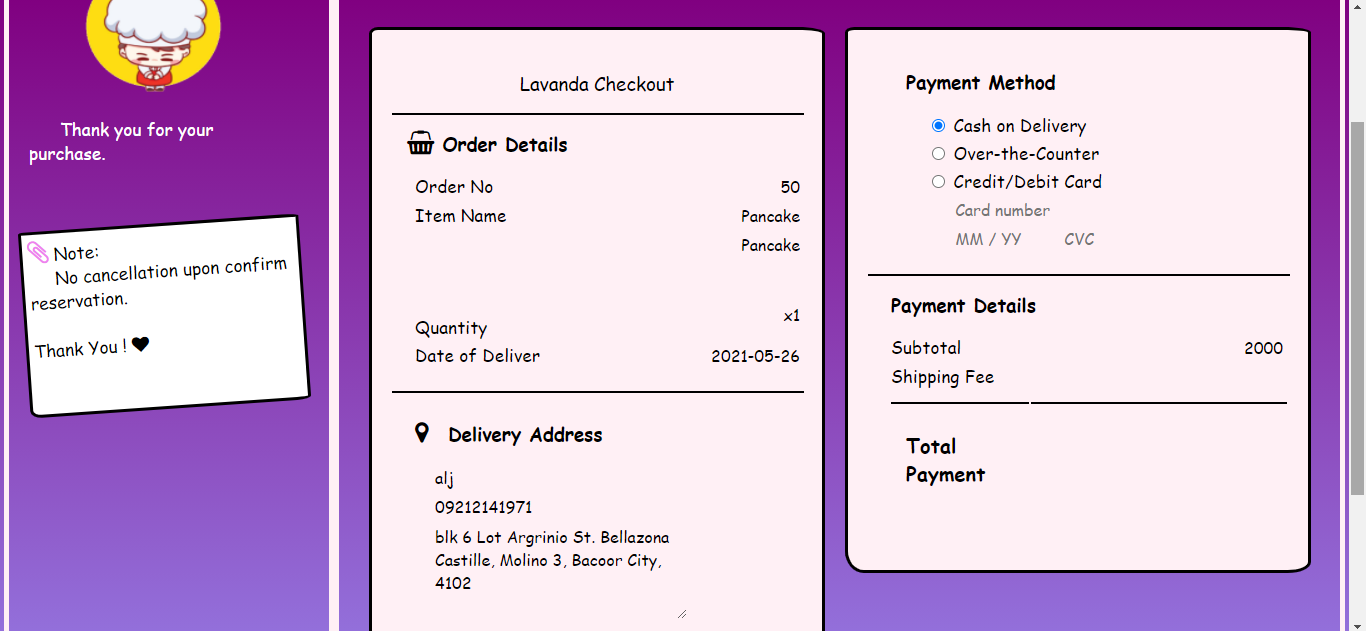 Thank you for your
purchase.
Note:
No cancellation upon confirm
reservation.
Thank You !
Lavanda Checkout
Order Details
Order No 50
Item Name Pancake
Pancake
x1
Quantity
Date of Deliver 2021-05-26
Delivery Address
alj
09212141971
blk 6 Lot Argrinio St. Bellazona
Castille, Molino 3, Bacoor City,
4102
Payment Method
Cash on Delivery
Over-the-Counter
Credit/Debit Card
Card number
MM / YY CVC
Payment Details
Subtotal 2000
Shipping Fee
Total
Payment